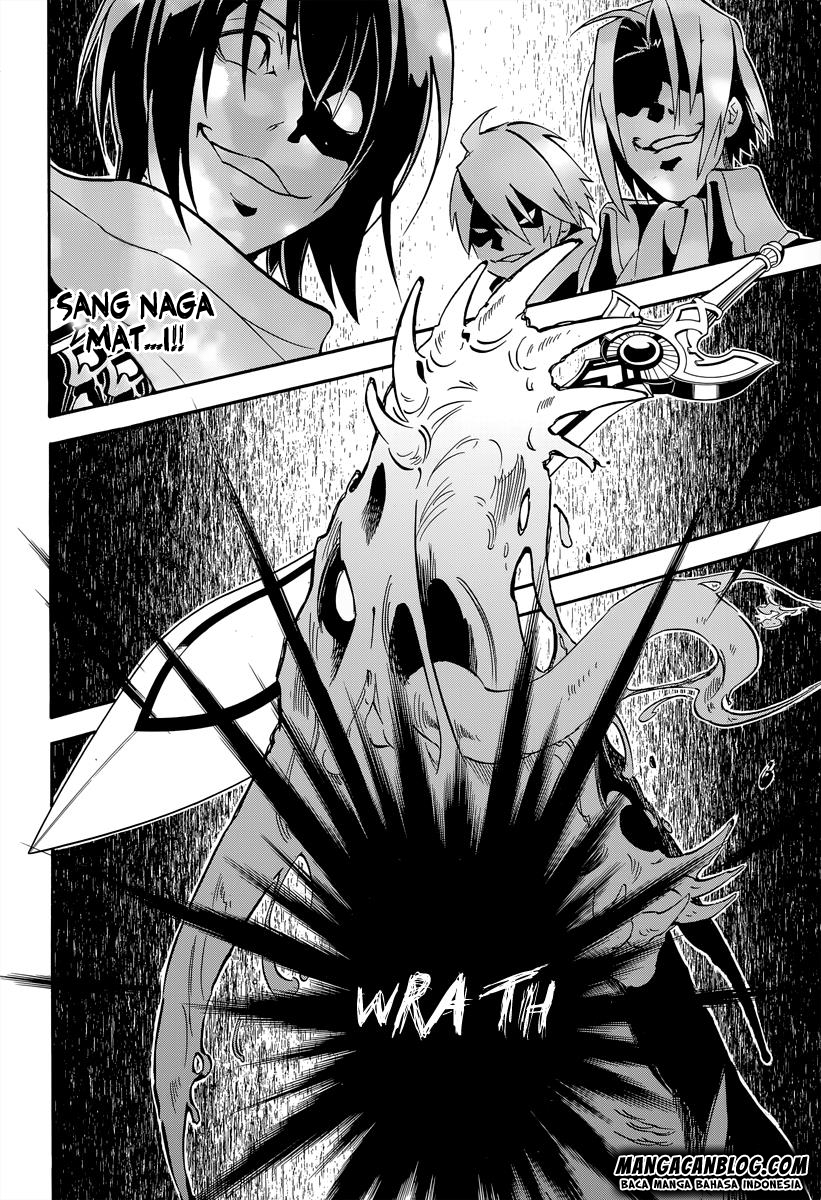 SANG NAGA
MAT...I!!
WRATH
MANGACANBLOG.COM
BACA MANGA BAHASA INDONESIA